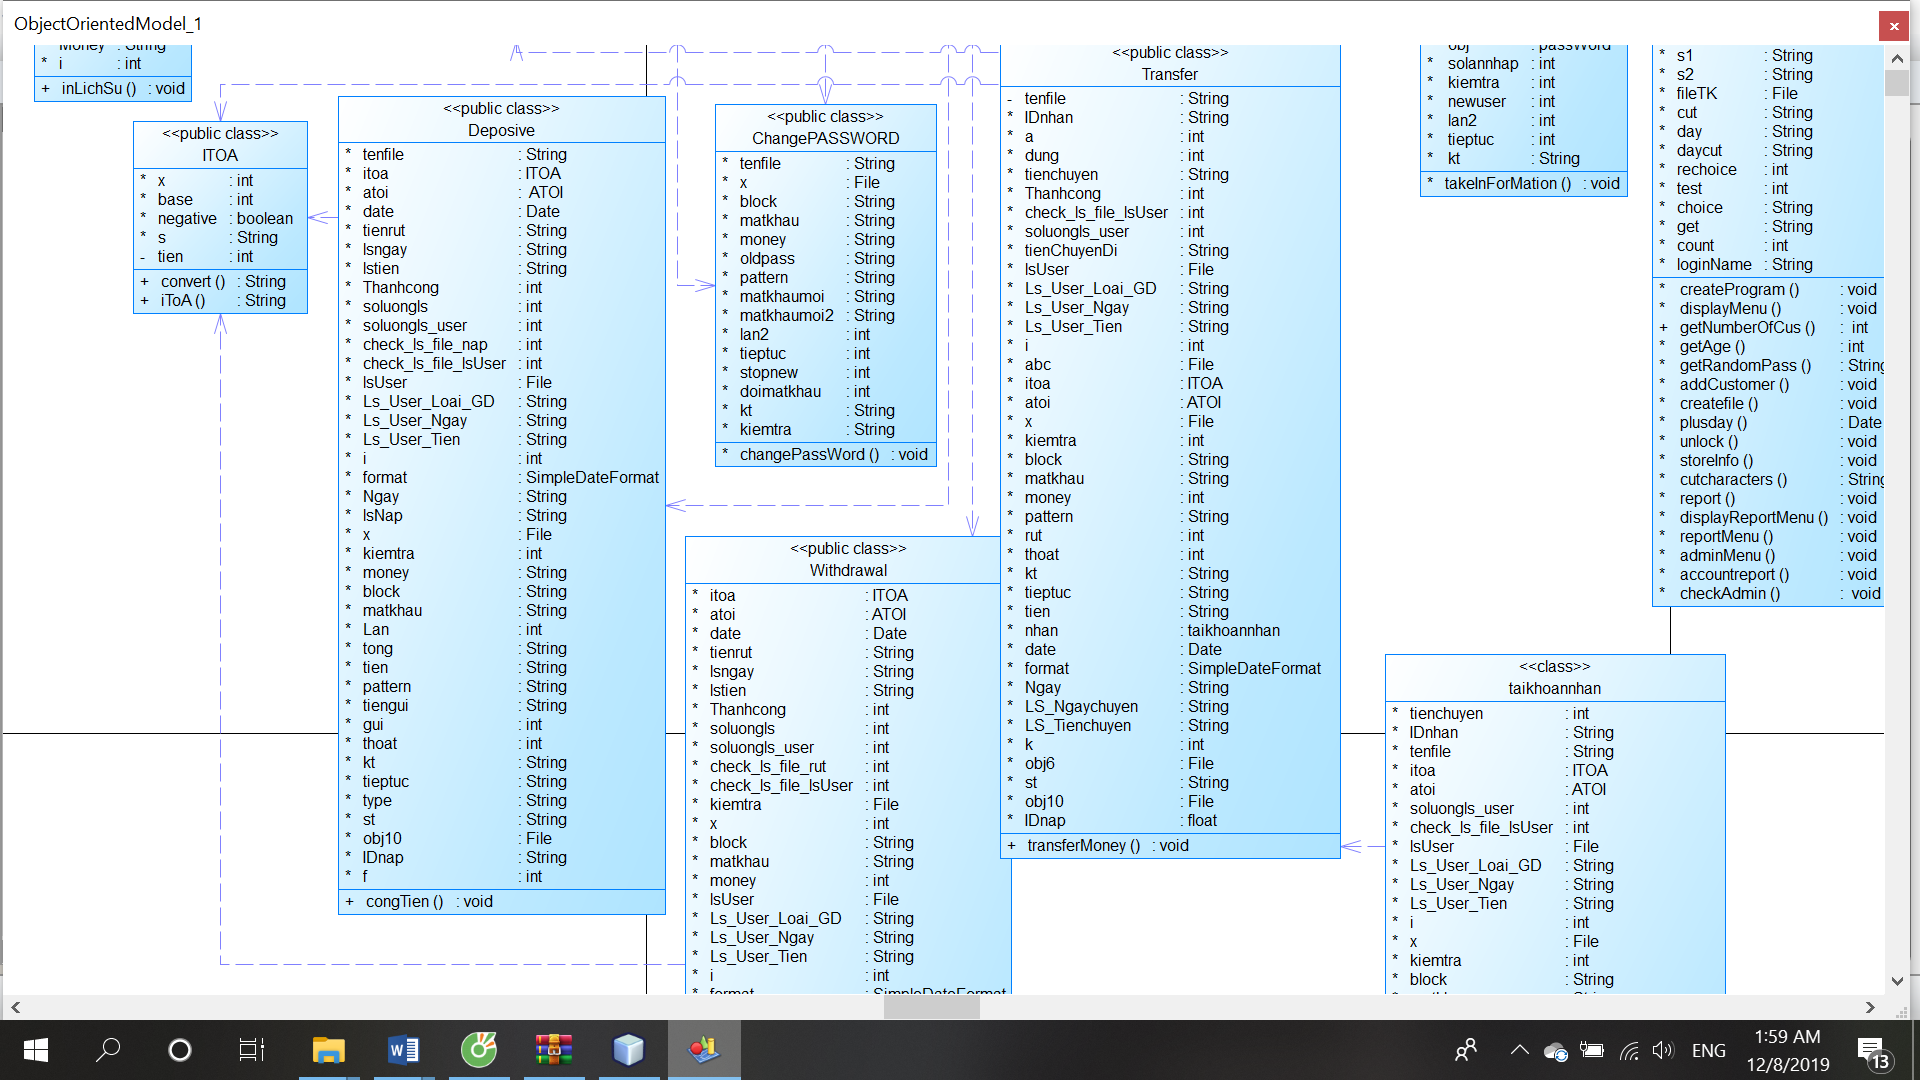 ObjectOrientedModel_1
Money : String
* i : int
+ inLichSu () : void
<<public class>>
ITOA
* x : int
* base : int
* negative : boolean
* s : String
- tien : int
+ convert () : String
+ iToA () : String
<<public class>>
Deposive
* tenfile : String
* itoa : ITOA
* atoi : ATOI
* date : Date
* tienrut : String
* lsngay : String
* lstien : String
* Thanhcong : int
* soluongls : int
* soluongls_user : int
* check_ls_file_nap : int
* check_ls_file_lsUser : int
* lsUser : File
* Ls_User_Loai_GD : String
* Ls_User_Ngay : String
* Ls_User_Tien : String
* i : int
* format : SimpleDateFormat
* Ngay : String
* lsNap : String
* x : File
* kiemtra : int
* money : String
* block : String
* matkhau : String
* Lan : int
* tong : String
* tien : String
* pattern : String
* tiengui : String
* gui : int
* thoat : int
* kt : String
* tieptuc : String
* type : String
* st : String
* obj10 : File
* IDnap : String
* f : int
+ congTien () : void
<<public class>>
ChangePASSWORD
* tenfile : String
* x : File
* block : String
* matkhau : String
* money : String
* oldpass : String
* pattern : String
* matkhaumoi : String
* matkhaumoi2 : String
* lan2 : int
* tieptuc : int
* stopnew : int
* doimatkhau : int
* kt : String
* kiemtra : String
* changePassWord () : void
<<public class>>
Withdrawal
* itoa : ITOA
* atoi : ATOI
* date : Date
* tienrut : String
* lsngay : String
* lstien : String
* Thanhcong : int
* soluongls : int
* soluongls_user : int
* check_ls_file_rut : int
* check_ls_file_lsUser : int
* kiemtra : File
* x : int
* block : String
* matkhau : String
* money : int
* lsUser : File
* Ls_User_Loai_GD : String
* Ls_User_Ngay : String
* Ls_User_Tien : String
* i : int
* format : SimpleDateFormat
<<public class>>
Transfer
- tenfile : String
* IDnhan : String
* a : int
* dung : int
* tienchuyen : String
* Thanhcong : int
* check_ls_file_lsUser : int
* soluongls_user : int
* tienChuyenDi : String
* lsUser : File
* Ls_User_Loai_GD : String
* Ls_User_Ngay : String
* Ls_User_Tien : String
* i : int
* abc : File
* itoa : ITOA
* atoi : ATOI
* x : File
* kiemtra : int
* block : String
* matkhau : String
* money : int
* pattern : String
* rut : int
* thoat : int
* kt : String
* tieptuc : String
* tien : String
* nhan : taikhoannhan
* date : Date
* format : SimpleDateFormat
* Ngay : String
* LS_Ngaychuyen : String
* LS_Tienchuyen : String
* k : int
* obj6 : File
* st : String
* obj10 : File
* IDnap : float
+ transferMoney () : void
* obj : passWord
* solannhap : int
* kiemtra : int
* newuser : int
* lan2 : int
* tieptuc : int
* kt : String
* takeInForMation () : void
* s1 : String
* s2 : String
* fileTK : File
* cut : String
* day : String
* daycut : String
* rechoice : int
* test : int
* choice : String
* get : String
* count : int
* loginName : String
* createProgram () : void
* displayMenu () : void
+ getNumberOfCus () : int
* getAge () : int
* getRandomPass () : String
* addCustomer () : void
* createfile () : void
* plusday () : Date
* unlock () : void
* storeInfo () : void
* cutcharacters () : String
* report () : void
* displayReportMenu () : void
* reportMenu () : void
* adminMenu () : void
* accountreport () : void
* checkAdmin () : void
<<class>>
taikhoannhan
* tienchuyen : int
* IDnhan : String
* tenfile : String
* itoa : ITOA
* atoi : ATOI
* soluongls_user : int
* check_ls_file_lsUser : int
* lsUser : File
* Ls_User_Loai_GD : String
* Ls_User_Ngay : String
* Ls_User_Tien : String
* i : int
* x : File
* kiemtra : int
* block : String
ENG
1:59 AM
12/8/2019
13